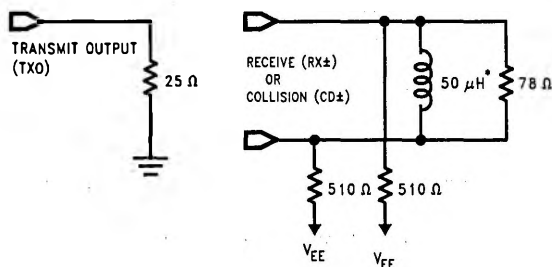 TRANSMIT OUTPUT
(TXO)
25 Ω
RECEIVE (RX±)
OR
COLLISION (CD±)
50 μH*
78 Ω
510 Ω
510 Ω
VEE
VEE